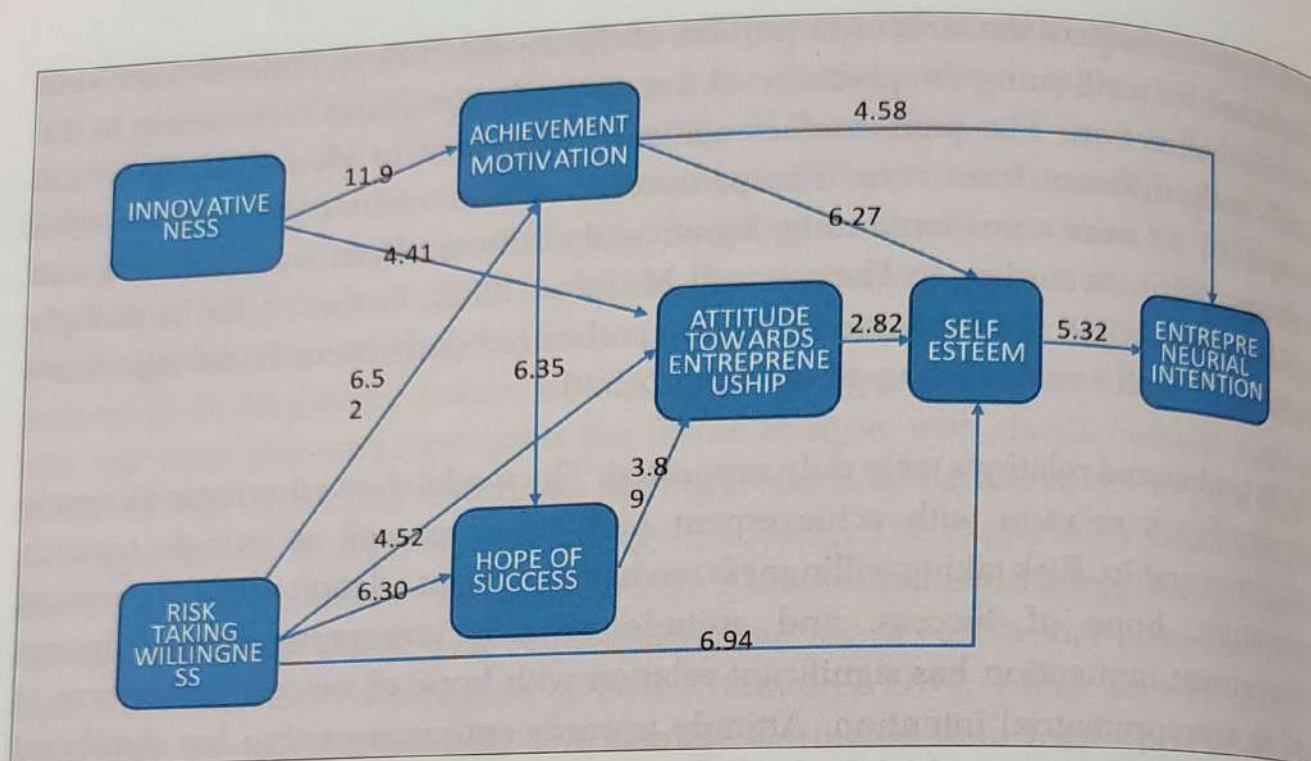 4.58
ACHIEVEMENT
MOTIVATION
11.9
INNOVATIVE
NESS
6.27
4.41
ATTITUDE
TOWARDS
ENTREPRENE
USHIP
2.82
SELF
ESTEEM
5.32
ENTREPRE
NEURIAL
INTENTION
6.5
2
6.35
3.8
9
4.52
HOPE OF
SUCCESS
6.30
RISK
TAKING
WILLINGNE
SS
6.94